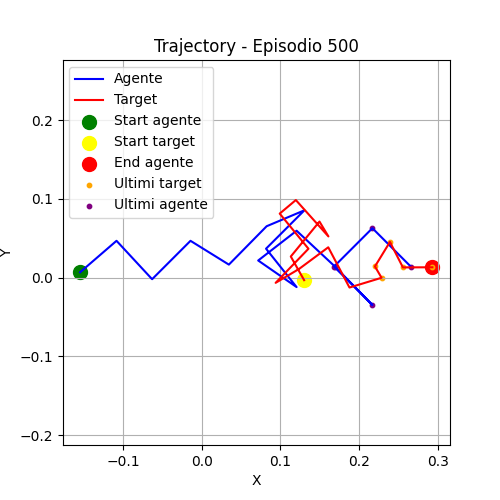 Trajectory - Episodio 500
Agente
Target
Start agente
Start target
End agente
Ultimi target
Ultimi agente
0.2
0.1
0.0
−0.1
−0.2
Y
−0.1
0.0
0.1
0.2
0.3
X